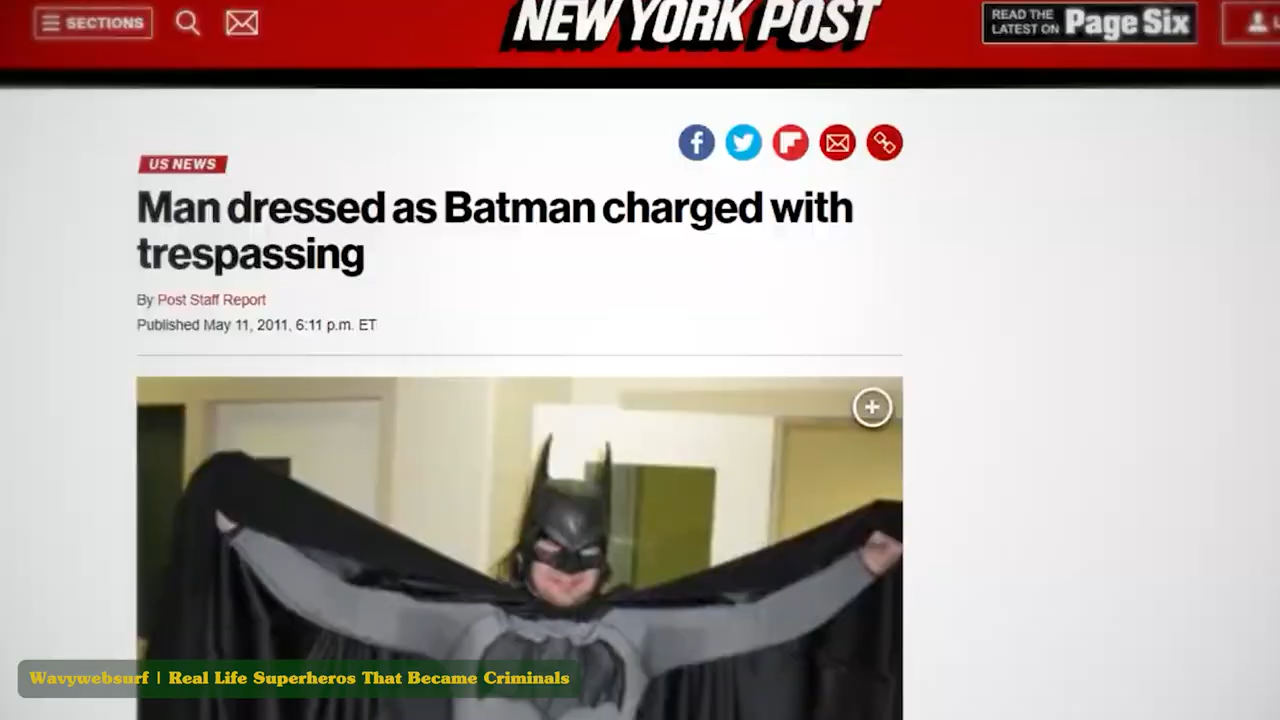 SECTIONS
NEW YORK POST
READ THE
LATEST ON
Page Six
US NEWS
Man dressed as Batman charged with
trespassing
By Post Staff Report
Published May 11, 2011, 6:11 p.m. ET
Wavywebsurf | Real Life Superheros That Became Criminals